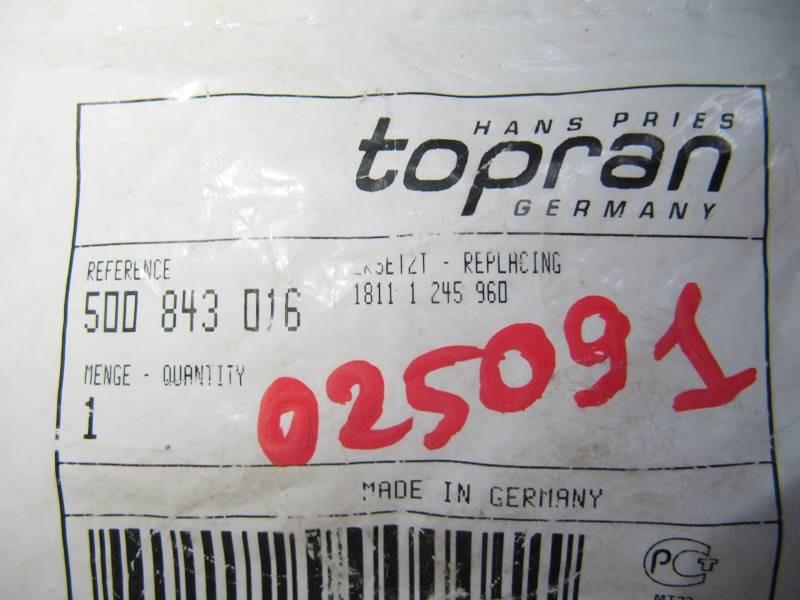 HANS PRIES
topran
GERMANY
REFERENCE
500 843 016
ERSETZT - REPLACING
1811 1 245 960
MENGE - QUANTITY
1
025091
MADE IN GERMANY
PCT